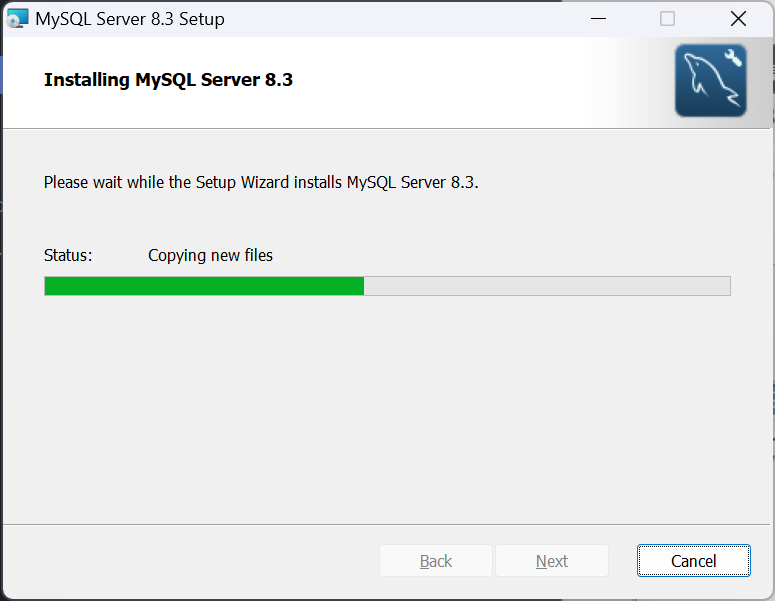 MySQL Server 8.3 Setup
Installing MySQL Server 8.3
Please wait while the Setup Wizard installs MySQL Server 8.3.
Status: Copying new files
Back Next Cancel